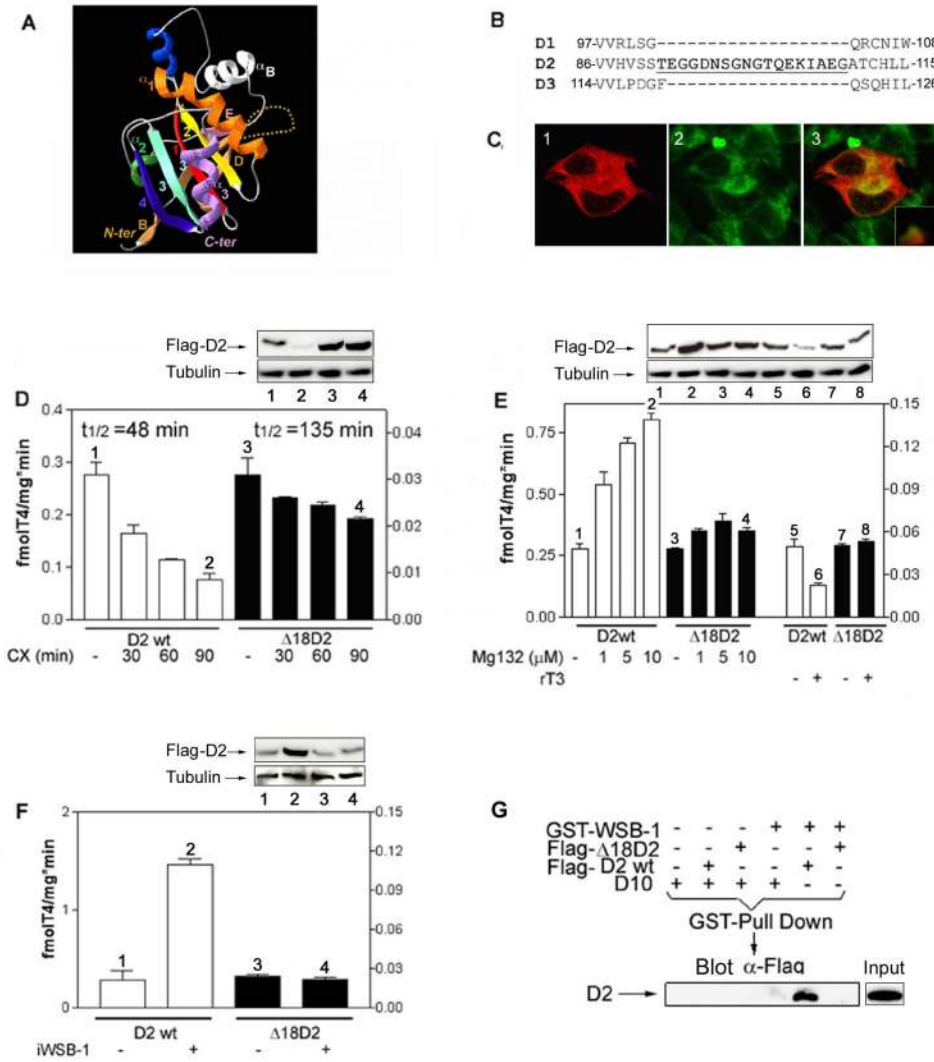 A
α1
αB
E
2
1
D
α2
3
3
3
α3
4
B
N-ter
C-ter
B
D1 97-VVRLSG------------------QRCNIW-108
D2 86-VVHVSSTEGGDNSGNGTQEKIAEGATCHLL-115
D3 114-VVLPDGF-----------------QSQHIL-126
C,
1 2 3
Flag-D2
Tubulin
1 2 3 4
D
t1/2 =48 min t1/2 =135 min
fmolT4/mg*min
0.4
0.3
0.2
0.1
0.0
0.04
0.03
0.02
0.01
0.00
1 2 3 4
D2 wt Δ18D2
CX (min) - 30 60 90 - 30 60 90
Flag-D2
Tubulin
1 2 3 4 5 6 7 8
E
fmolT4/mg*min
0.75
0.50
0.25
0.00
0.15
0.12
0.09
0.06
0.03
0.00
1 2 3 4 5 6 7 8
D2wt Δ18D2 D2wt Δ18D2
Mg132 (μM) - 1 5 10 - 1 5 10
rT3 - + - +
Flag-D2
Tubulin
1 2 3 4
F
fmolT4/mg*min
2
1
0
0.15
0.12
0.09
0.06
0.03
0.00
1 2 3 4
D2 wt Δ18D2
iWSB-1 - + - +
G
GST-WSB-1 - - - + + +
Flag-Δ18D2 - - + - - +
Flag- D2 wt - + - - + -
D10 + + + + - -
GST-Pull Down
Blot α-Flag Input
D2